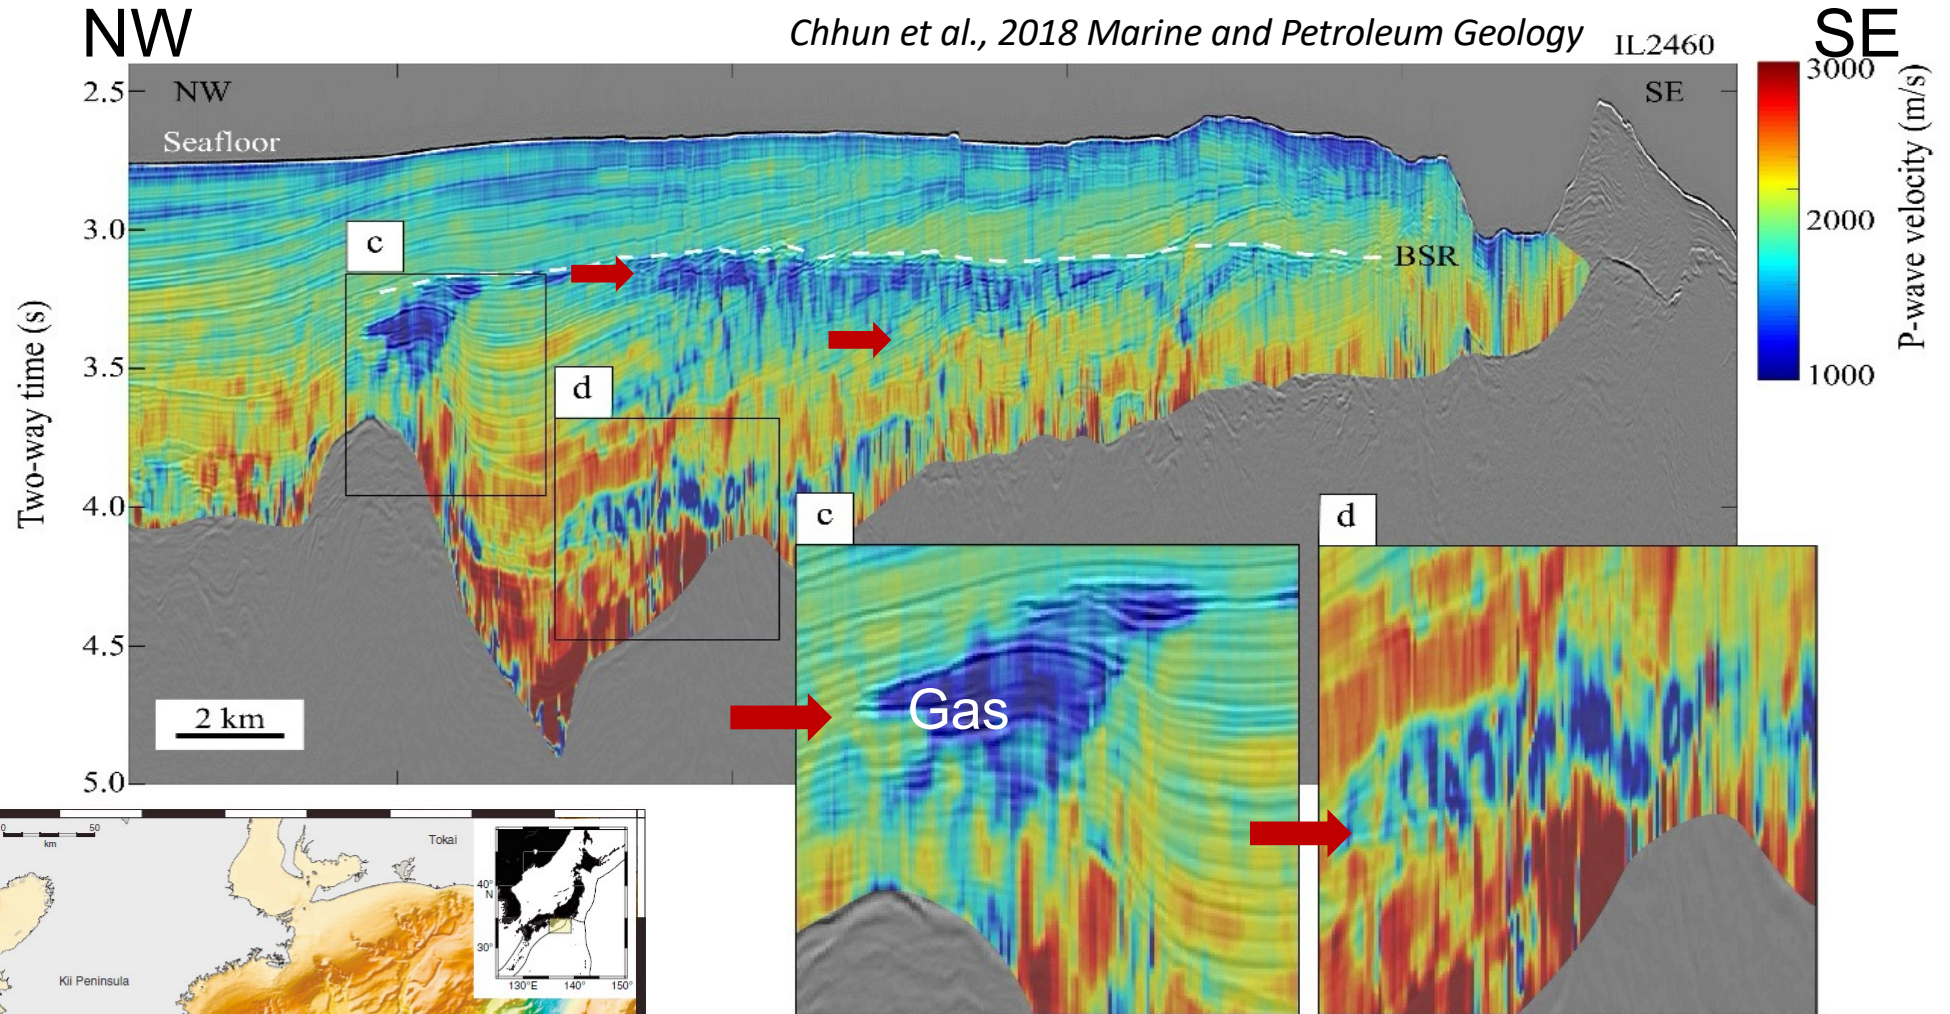 NW
Chhun et al., 2018 Marine and Petroleum Geology
IL2460
SE
2.5
NW
SE
3000
Seafloor
P-wave velocity (m/s)
3.0
c
2000
BSR
Two-way time (s)
3.5
d
1000
4.0
c
d
4.5
Gas
2 km
5.0
0
50
km
Tokai
40°
N
30°
Kii Peninsula
130°E
140°
150°